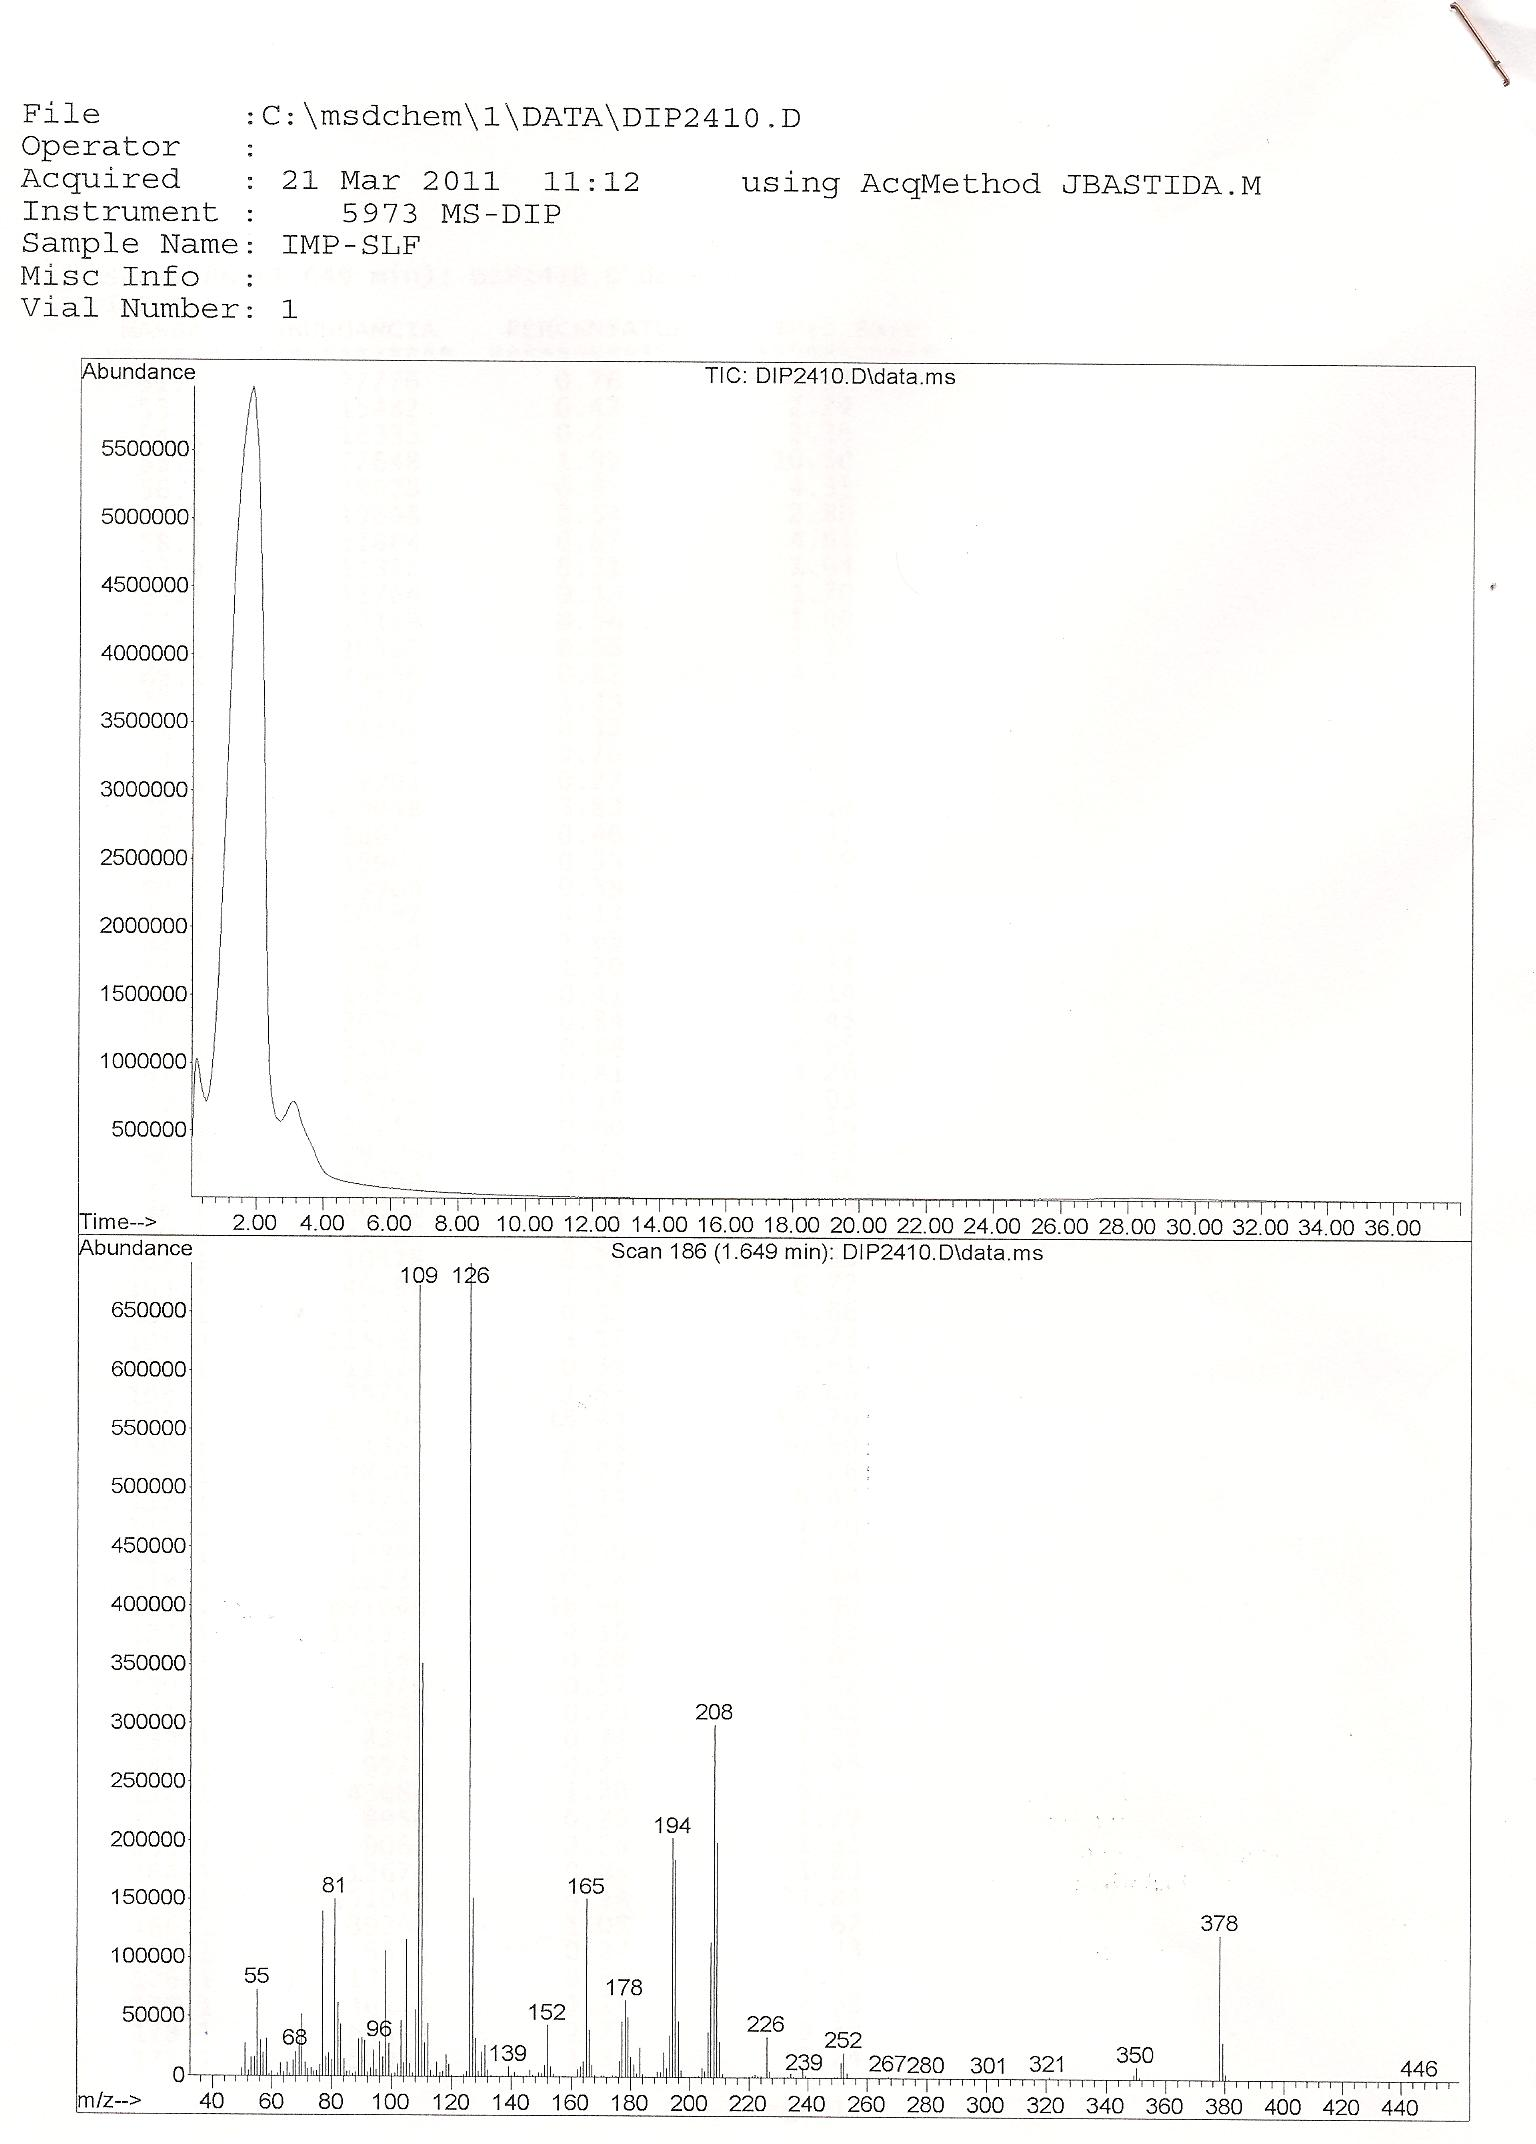 File :C:\msdchem\1\DATA\DIP2410.D
Operator :
Acquired : 21 Mar 2011 11:12 using AcqMethod JBASTIDA.M
Instrument : 5973 MS-DIP
Sample Name: IMP-SLF
Misc Info :
Vial Number: 1
Abundance TIC: DIP2410.D\data.ms
5500000
5000000
4500000
4000000
3500000
3000000
2500000
2000000
1500000
1000000
500000
Time--> 2.00 4.00 6.00 8.00 10.00 12.00 14.00 16.00 18.00 20.00 22.00 24.00 26.00 28.00 30.00 32.00 34.00 36.00
Abundance Scan 186 (1.649 min): DIP2410.D\data.ms
109 126
650000
600000
550000
500000
450000
400000
350000
300000 208
250000
200000 194
150000 81 165 378
100000
55 178
50000 68 96 152 226
139 239 252 267 280 301 321 350 446
0
m/z--> 40 60 80 100 120 140 160 180 200 220 240 260 280 300 320 340 360 380 400 420 440